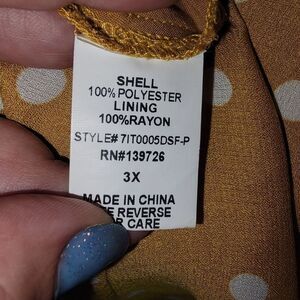 SHELL
100% POLYESTER
LINING
100%RAYON
STYLE# 7IT0005DSF-P
RN#139726
3X
MADE IN CHINA
REVERSE
CARE